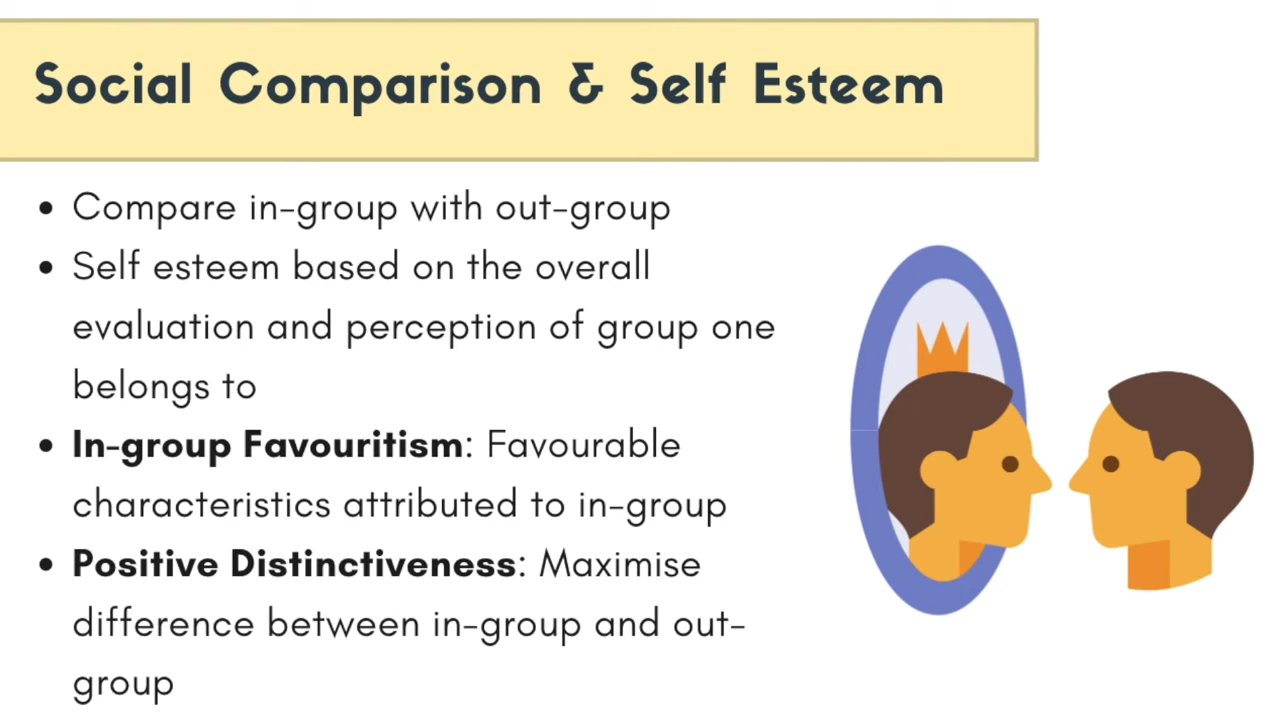 Social Comparison & Self Esteem
• Compare in-group with out-group
• Self esteem based on the overall
evaluation and perception of group one
belongs to
• In-group Favouritism: Favourable
characteristics attributed to in-group
• Positive Distinctiveness: Maximise
difference between in-group and out-
group